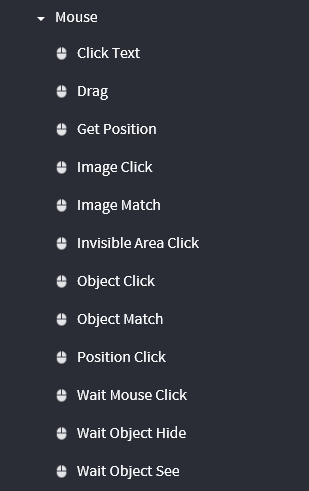 Mouse
Click Text
Drag
Get Position
Image Click
Image Match
Invisible Area Click
Object Click
Object Match
Position Click
Wait Mouse Click
Wait Object Hide
Wait Object See